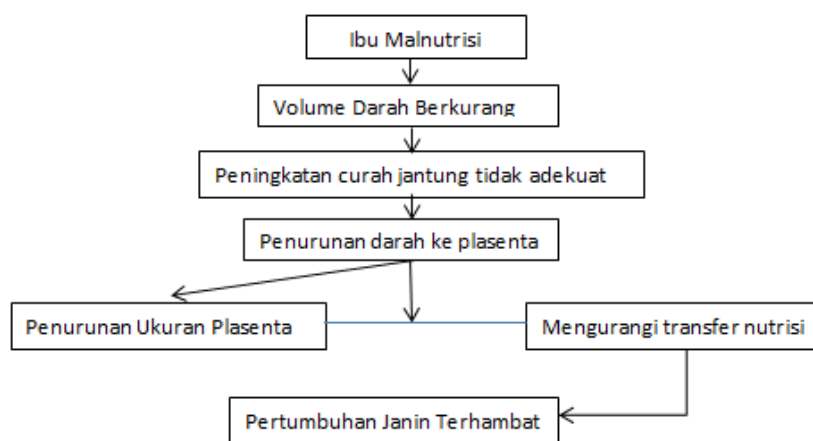 Ibu Malnutrisi
Volume Darah Berkurang
Peningkatan curah jantung tidak adekuat
Penurunan darah ke plasenta
Penurunan Ukuran Plasenta
Mengurangi transfer nutrisi
Pertumbuhan Janin Terhambat